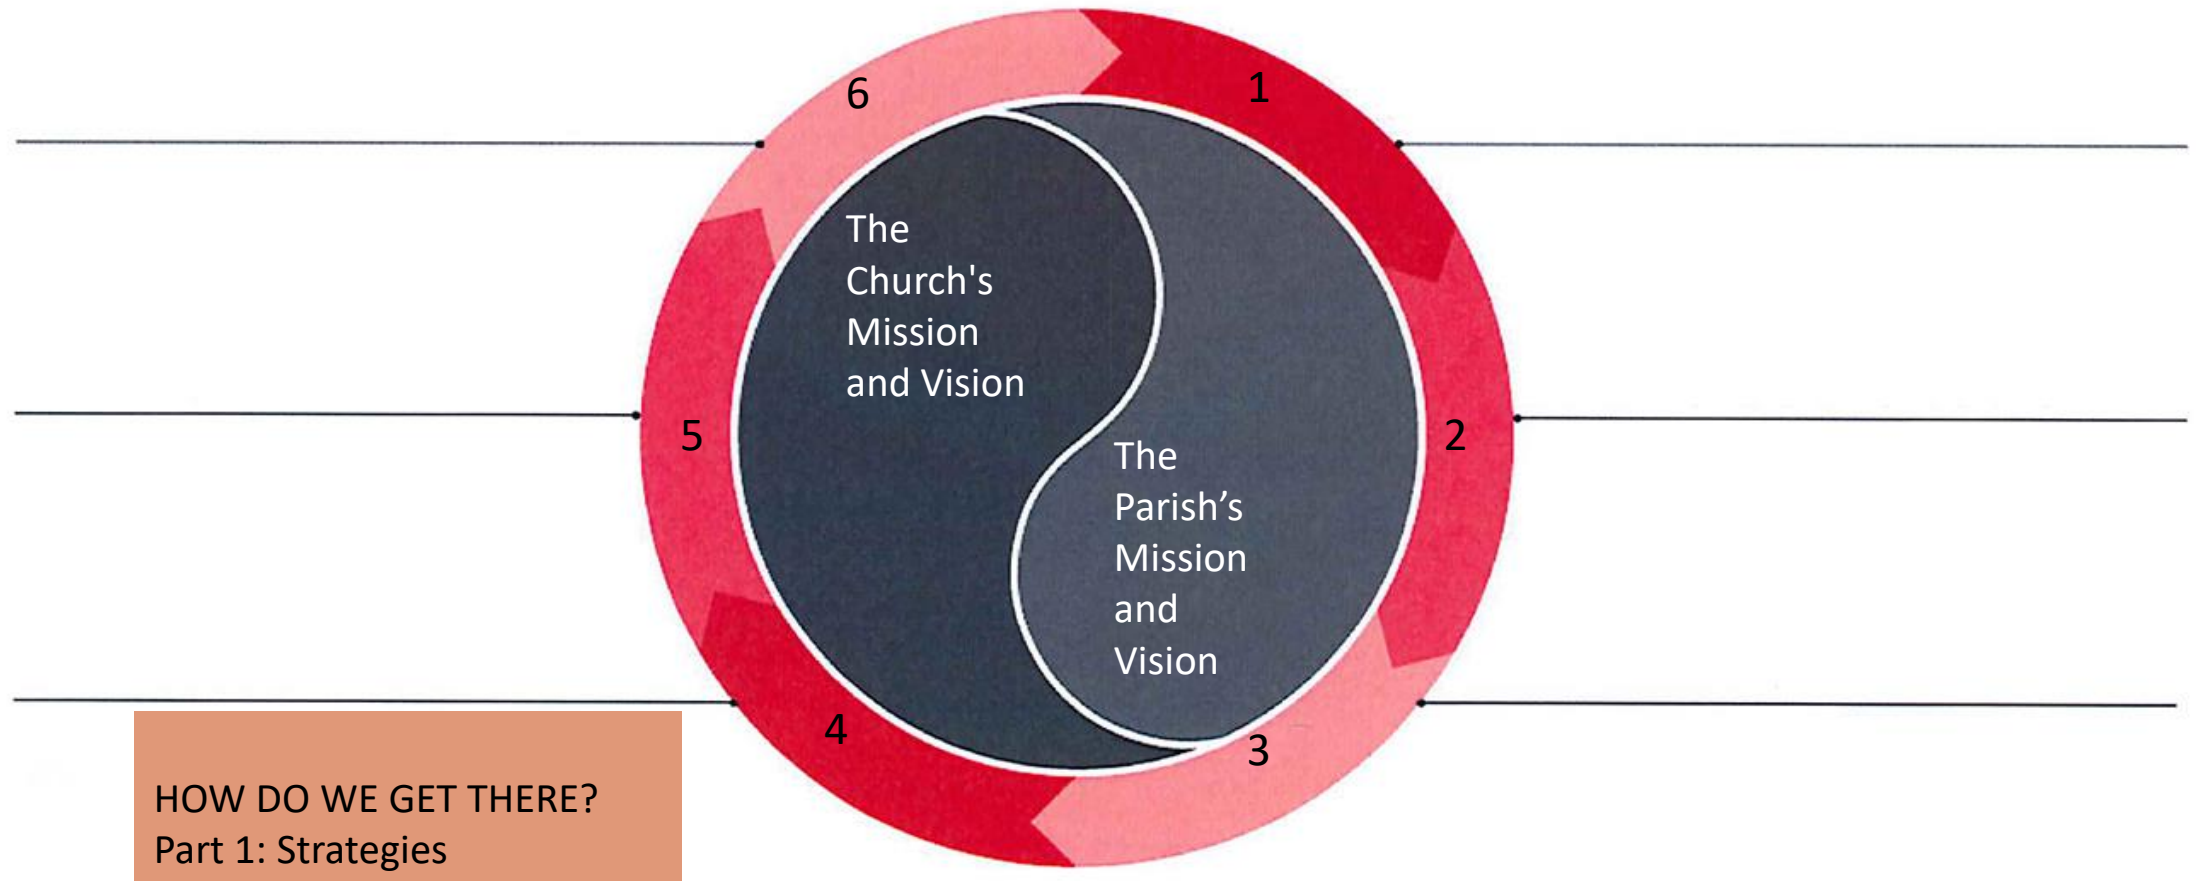 6
1
The
Church's
Mission
and Vision
5
2
The
Parish’s
Mission
and
Vision
4
3
HOW DO WE GET THERE?
Part 1: Strategies